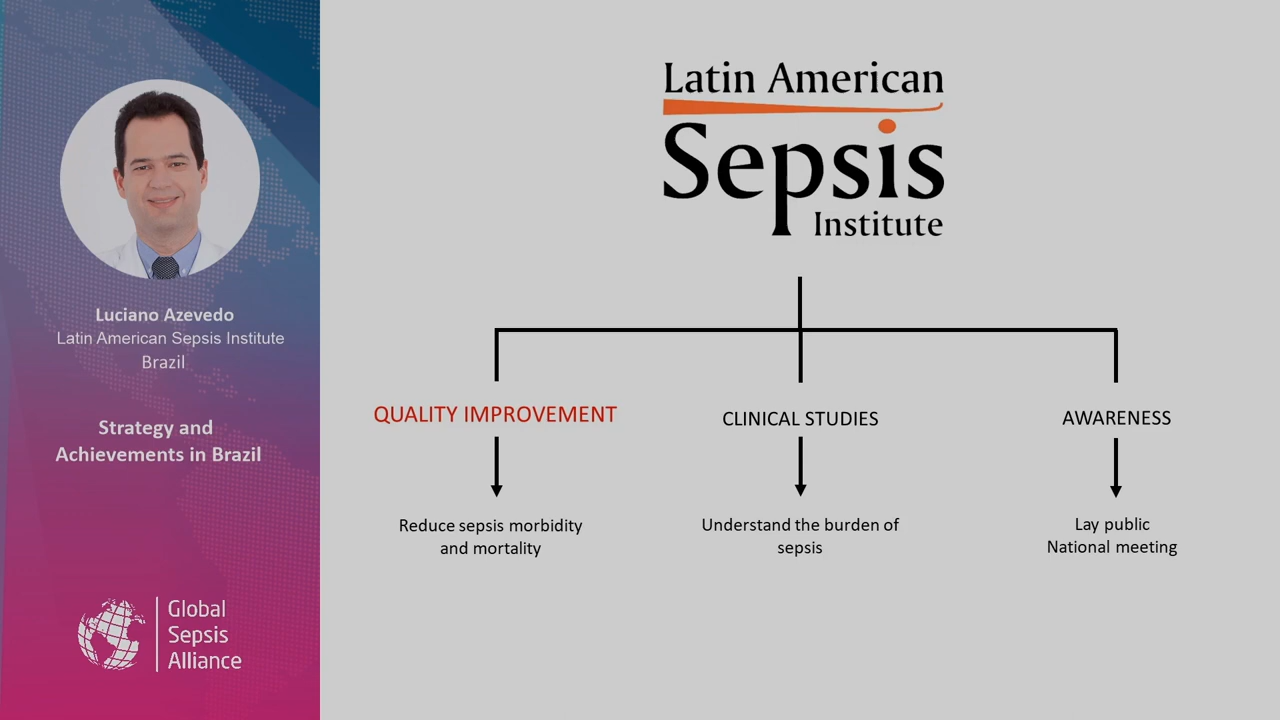 Luciano Azevedo
Latin American Sepsis Institute
Brazil
Strategy and
Achievements in Brazil
Global
Sepsis
Alliance
Latin American
Sepsis
Institute
QUALITY IMPROVEMENT
CLINICAL STUDIES
AWARENESS
Reduce sepsis morbidity
and mortality
Understand the burden of
sepsis
Lay public
National meeting